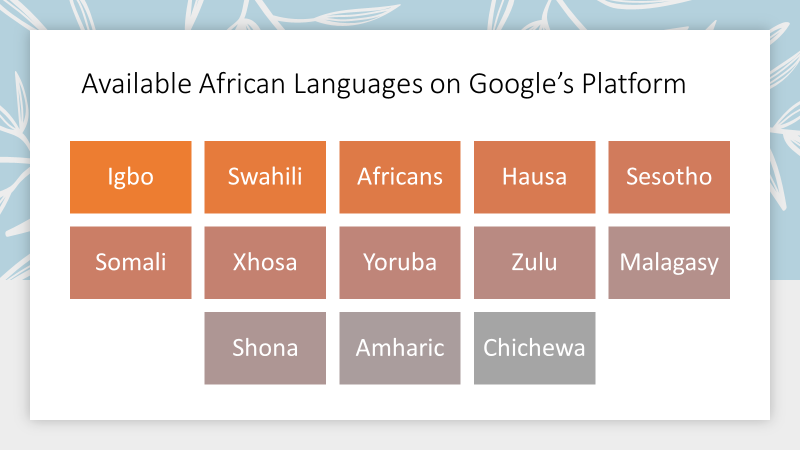 Available African Languages on Google’s Platform
Igbo
Swahili
Africans
Hausa
Sesotho
Somali
Xhosa
Yoruba
Zulu
Malagasy
Shona
Amharic
Chichewa